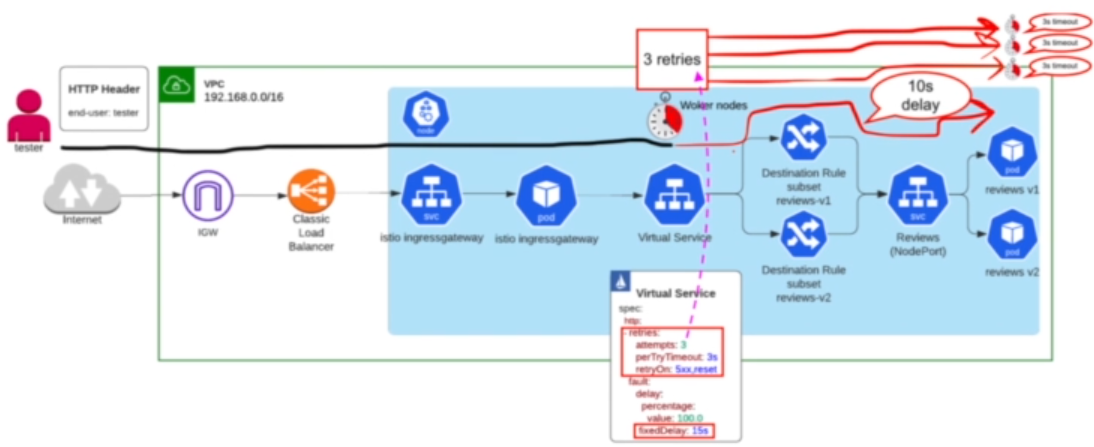 3 retries
3s timeout
3s timeout
3s timeout
HTTP Header
end-user: tester
VPC
192.168.0.0/16
10s
delay
Woker nodes
node
tester
Internet
IGW
Classic
Load
Balancer
svc
istio ingressgateway
pod
istio ingressgateway
Virtual Service
Destination Rule
subset
reviews-v1
Destination Rule
subset
reviews-v2
svc
Reviews
(NodePort)
pod
reviews v1
pod
reviews v2
Virtual Service
spec:
http:
- retries:
attempts: 3
perTryTimeout: 3s
retryOn: 5xx,reset
fault:
delay:
percentage:
value: 100.0
fixedDelay: 15s